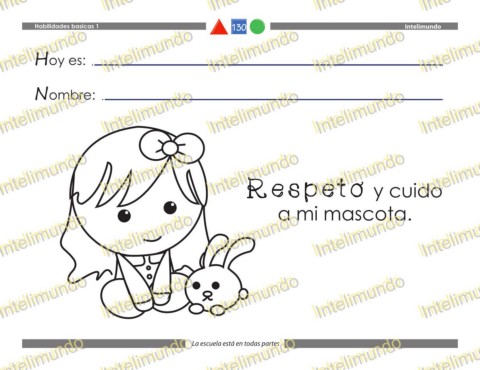 Habilidades basicas 1
130
Intelimundo
Hoy es:
Nombre:
Respeto y cuido
a mi mascota.
La escuela está en todas partes
Intelimundo